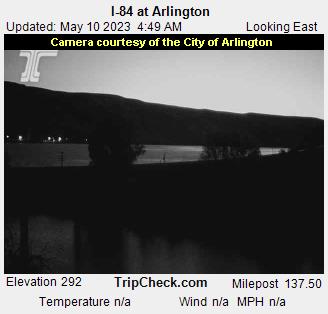 I-84 at Arlington
Updated: May 10 2023 4:49 AM Looking East
Camera courtesy of the City of Arlington
Elevation 292 TripCheck.com Milepost 137.50
Temperature n/a Wind n/a MPH n/a